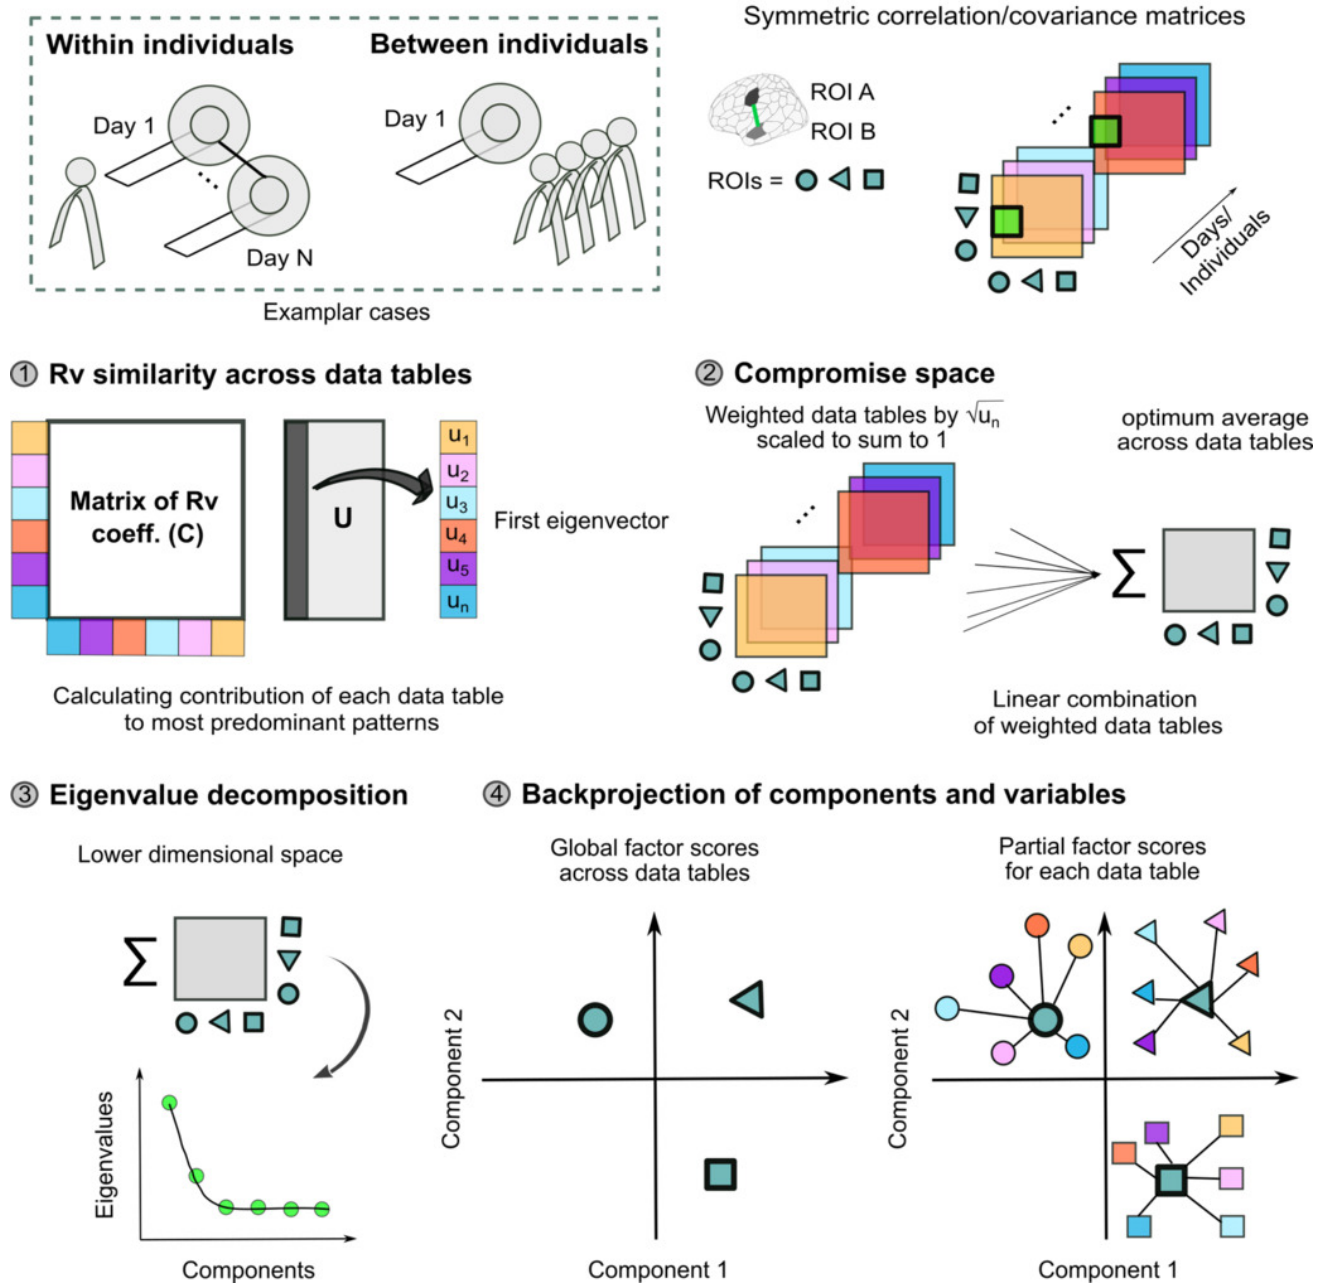 Within individuals
Between individuals
Day 1
Day N
Day 1
Examplar cases
Symmetric correlation/covariance matrices
ROI A
ROI B
ROIs =
Days/
Individuals
1 Rv similarity across data tables
Matrix of Rv
coeff. (C)
U
u1
u2
u3
u4
u5
un
First eigenvector
Calculating contribution of each data table
to most predominant patterns
2 Compromise space
Weighted data tables by √un
scaled to sum to 1
optimum average
across data tables
Σ
Linear combination
of weighted data tables
3 Eigenvalue decomposition
Lower dimensional space
Σ
Eigenvalues
Components
4 Backprojection of components and variables
Global factor scores
across data tables
Component 2
Component 1
Partial factor scores
for each data table
Component 2
Component 1